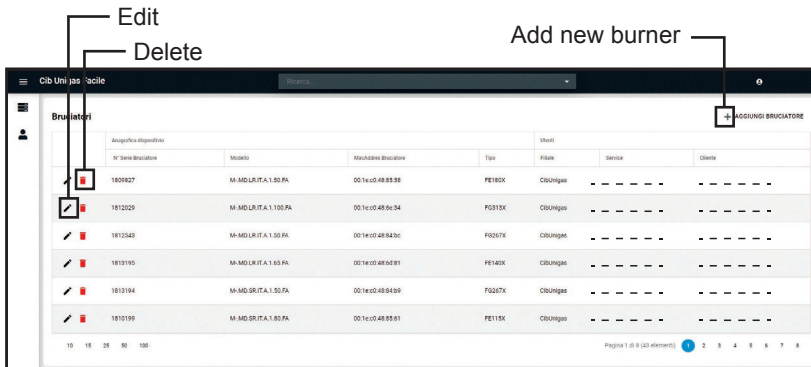 Edit
Delete
Add new burner
Cib Unigas Facile
Ricerca...
Bruciatori
AGGIUNGI BRUCIATORE
Anagrafica dispositivo Utenti
N° Serie Bruciatore Modello MacAddres Bruciatore Tipo Filiale Service Cliente
1809827 M-.MD.LR.IT.A.1.50.FA 00:1e:c0:48:85:58 FE180X CibUnigas
1812029 M-.MD.LR.IT.A.1.100.FA 00:1e:c0:48:6e:34 FG313X CibUnigas
1812343 M-.MD.LR.IT.A.1.50.FA 00:1e:c0:48:84:bc FG267X CibUnigas
1813195 M-.MD.LR.IT.A.1.65.FA 00:1e:c0:48:6d:81 FE140X CibUnigas
1813194 M-.MD.SR.IT.A.1.50.FA 00:1e:c0:48:84:b9 FG267X CibUnigas
1810199 M-.MD.SR.IT.A.1.80.FA 00:1e:c0:48:85:61 FE115X CibUnigas
10 15 25 50 100 Pagina 1 di 8 (43 elementi) 1 2 3 4 5 6 7 8